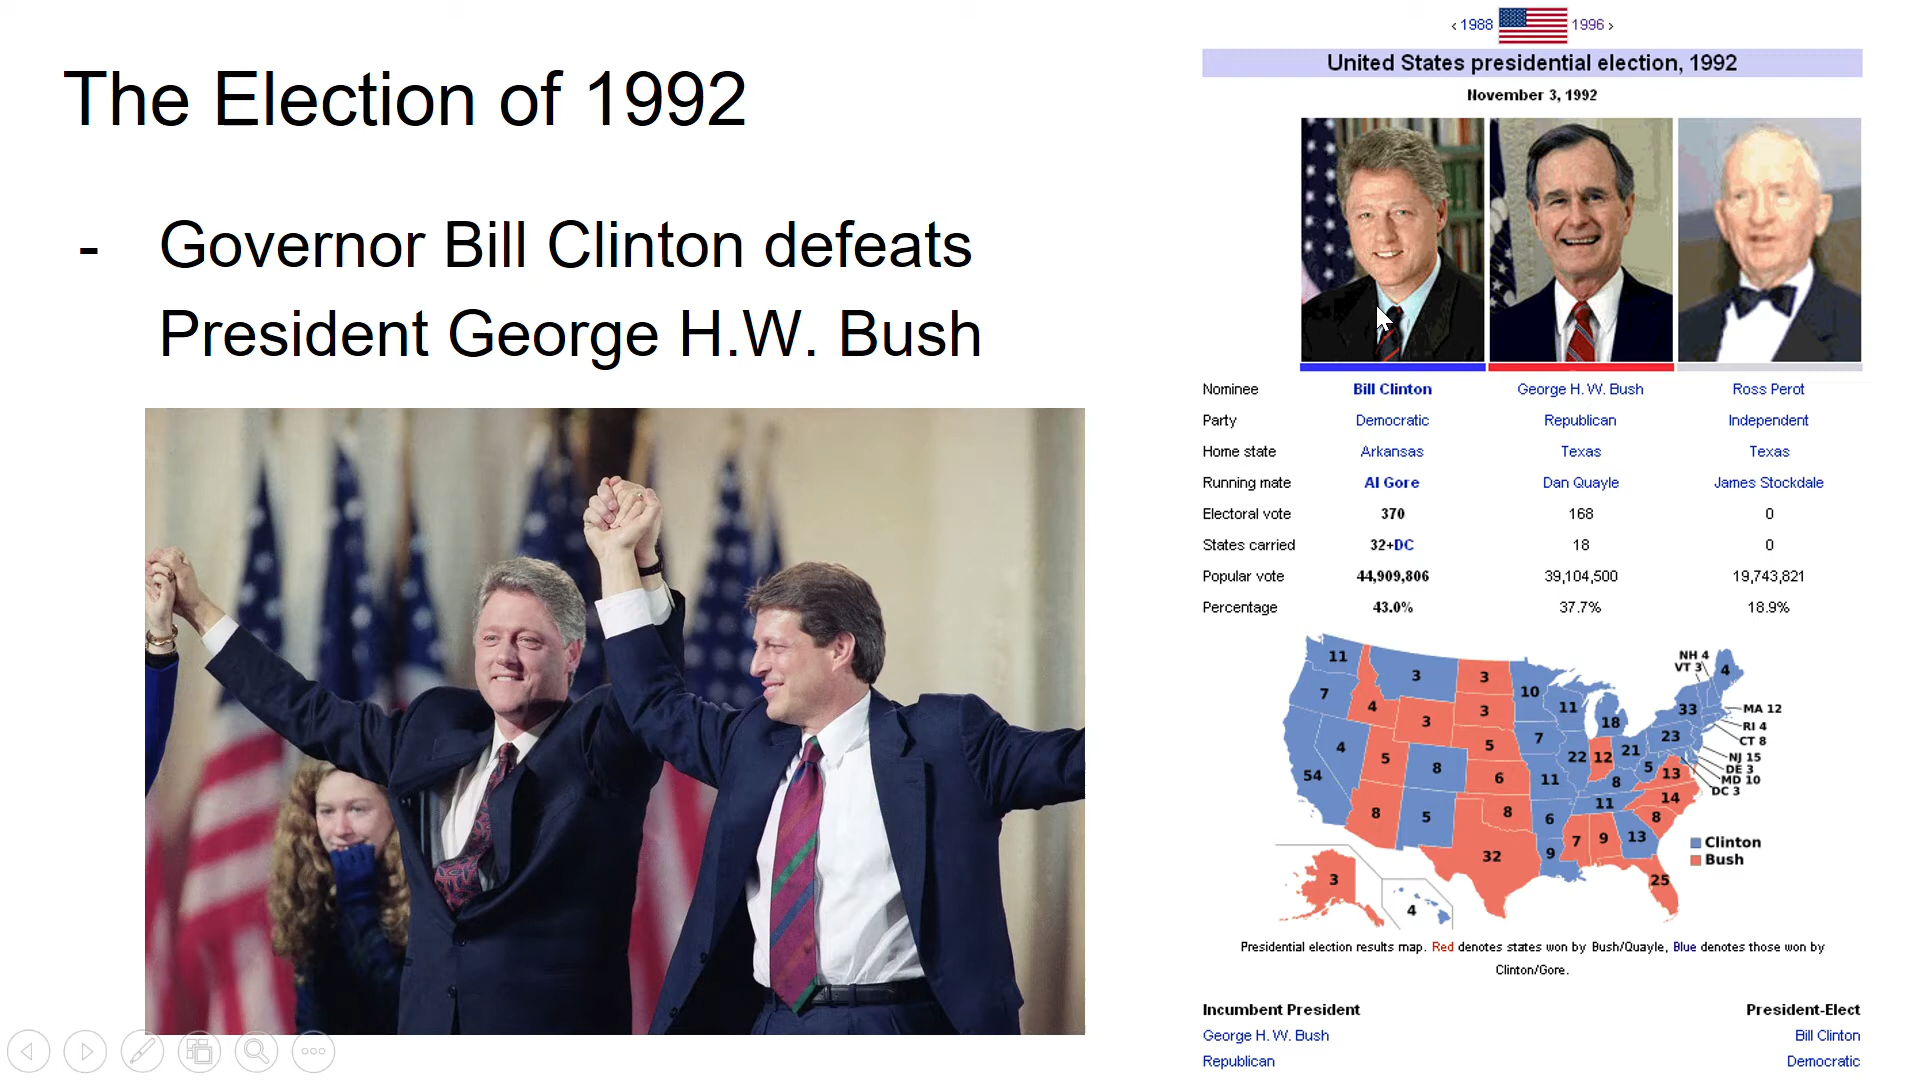 The Election of 1992
- Governor Bill Clinton defeats
President George H.W. Bush
‹ 1988 1996 ›
United States presidential election, 1992
November 3, 1992
Nominee Bill Clinton George H. W. Bush Ross Perot
Party Democratic Republican Independent
Home state Arkansas Texas Texas
Running mate Al Gore Dan Quayle James Stockdale
Electoral vote 370 168 0
States carried 32+DC 18 0
Popular vote 44,909,806 39,104,500 19,743,821
Percentage 43.0% 37.7% 18.9%
NH 4
VT 3
4
11 3 3 10
7 4 3 3 11 18 33
MA 12
RI 4
CT 8
4 5 5 7 22 12 21 23
NJ 15
DE 3
MD 10
DC 3
54 8 6 11 8 5 13
8 5 8 6 11 14
32 9 7 9 13 8
25
3 4
Clinton
Bush
Presidential election results map. Red denotes states won by Bush/Quayle, Blue denotes those won by
Clinton/Gore.
Incumbent President President-Elect
George H. W. Bush Bill Clinton
Republican Democratic